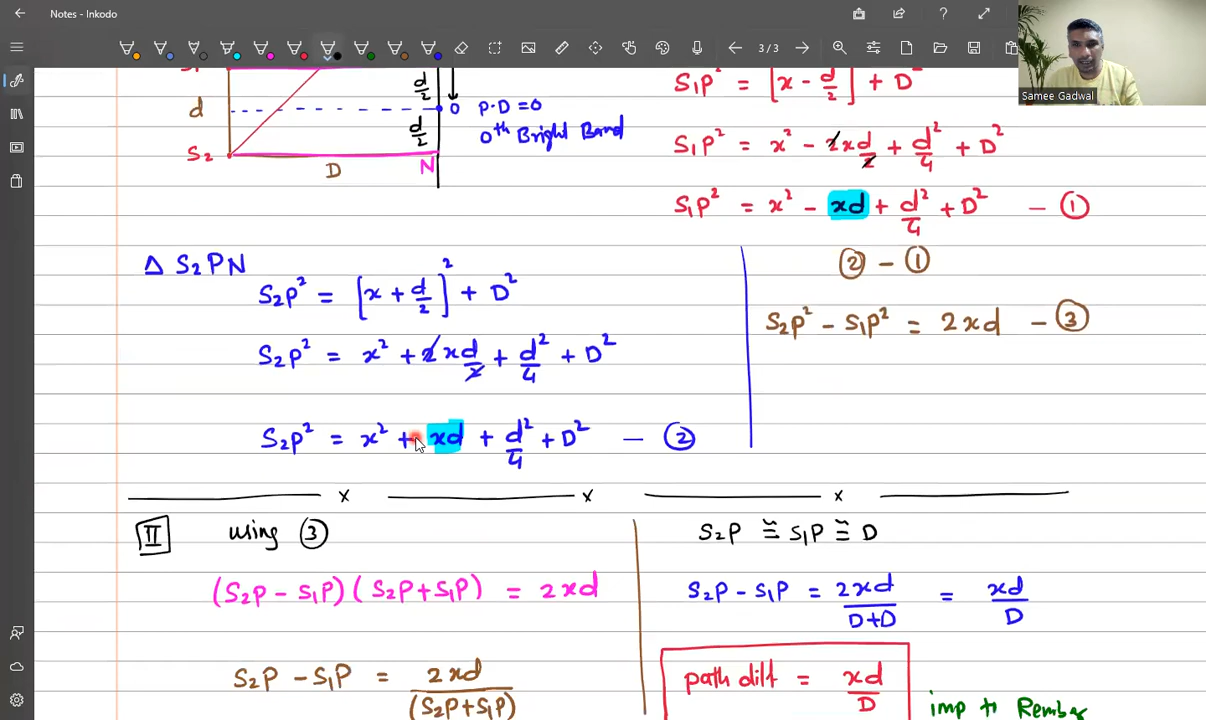 Notes - Inkodo
3/3
Samee Gadwal
d
S₂
D
N
d/2
d/2
0 P.D = 0
0th Bright Band
S₁P² = [x - d/2] + D²
S₁P² = x² - 2xd/2 + d²/4 + D²
S₁P² = x² - xd + d²/4 + D² — ①
Δ S₂PN
S₂P² = [x + d/2]² + D²
S₂P² = x² + 2xd/2 + d²/4 + D²
S₂P² = x² + xd + d²/4 + D² — ②
② - ①
S₂P² - S₁P² = 2xd - ③
II using ③
(S₂P - S₁P)(S₂P + S₁P) = 2xd
S₂P - S₁P = 2xd/(S₂P+S₁P)
S₂P ≅ S₁P ≅ D
S₂P - S₁P = 2xd/D+D = xd/D
path diff = xd/D
imp to Rembar